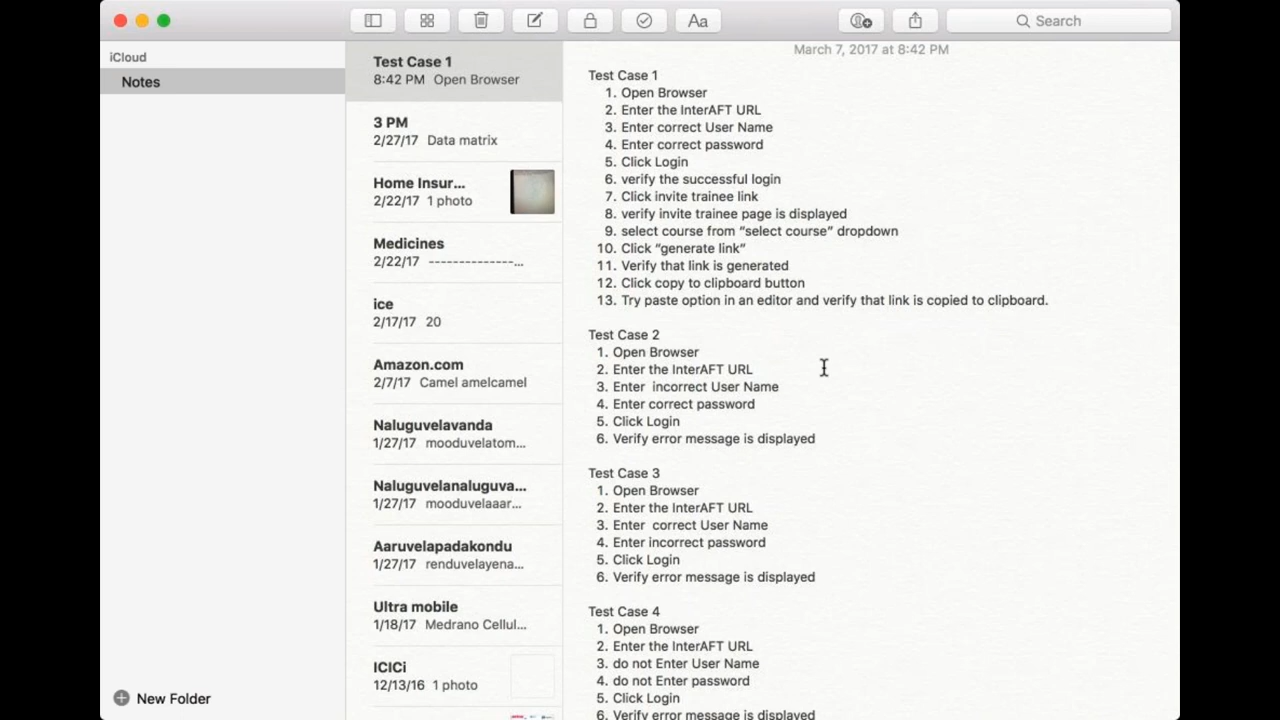 Search
iCloud
Notes
New Folder
Test Case 1
8:42 PM Open Browser
3 PM
2/27/17 Data matrix
Home Insur...
2/22/17 1 photo
Medicines
2/22/17 --------------...
ice
2/17/17 20
Amazon.com
2/7/17 Camel amelcamel
Naluguvelavanda
1/27/17 mooduvelatom...
Naluguvelanaluguva...
1/27/17 mooduvelaaar...
Aaruvelapadakondu
1/27/17 renduvelayena...
Ultra mobile
1/18/17 Medrano Cellul...
ICICi
12/13/16 1 photo
Aa
March 7, 2017 at 8:42 PM
Test Case 1
1. Open Browser
2. Enter the InterAFT URL
3. Enter correct User Name
4. Enter correct password
5. Click Login
6. verify the successful login
7. Click invite trainee link
8. verify invite trainee page is displayed
9. select course from “select course” dropdown
10. Click “generate link”
11. Verify that link is generated
12. Click copy to clipboard button
13. Try paste option in an editor and verify that link is copied to clipboard.
Test Case 2
1. Open Browser
2. Enter the InterAFT URL
3. Enter  incorrect User Name
4. Enter correct password
5. Click Login
6. Verify error message is displayed
Test Case 3
1. Open Browser
2. Enter the InterAFT URL
3. Enter  correct User Name
4. Enter incorrect password
5. Click Login
6. Verify error message is displayed
Test Case 4
1. Open Browser
2. Enter the InterAFT URL
3. do not Enter User Name
4. do not Enter password
5. Click Login
6. Verify error message is displayed